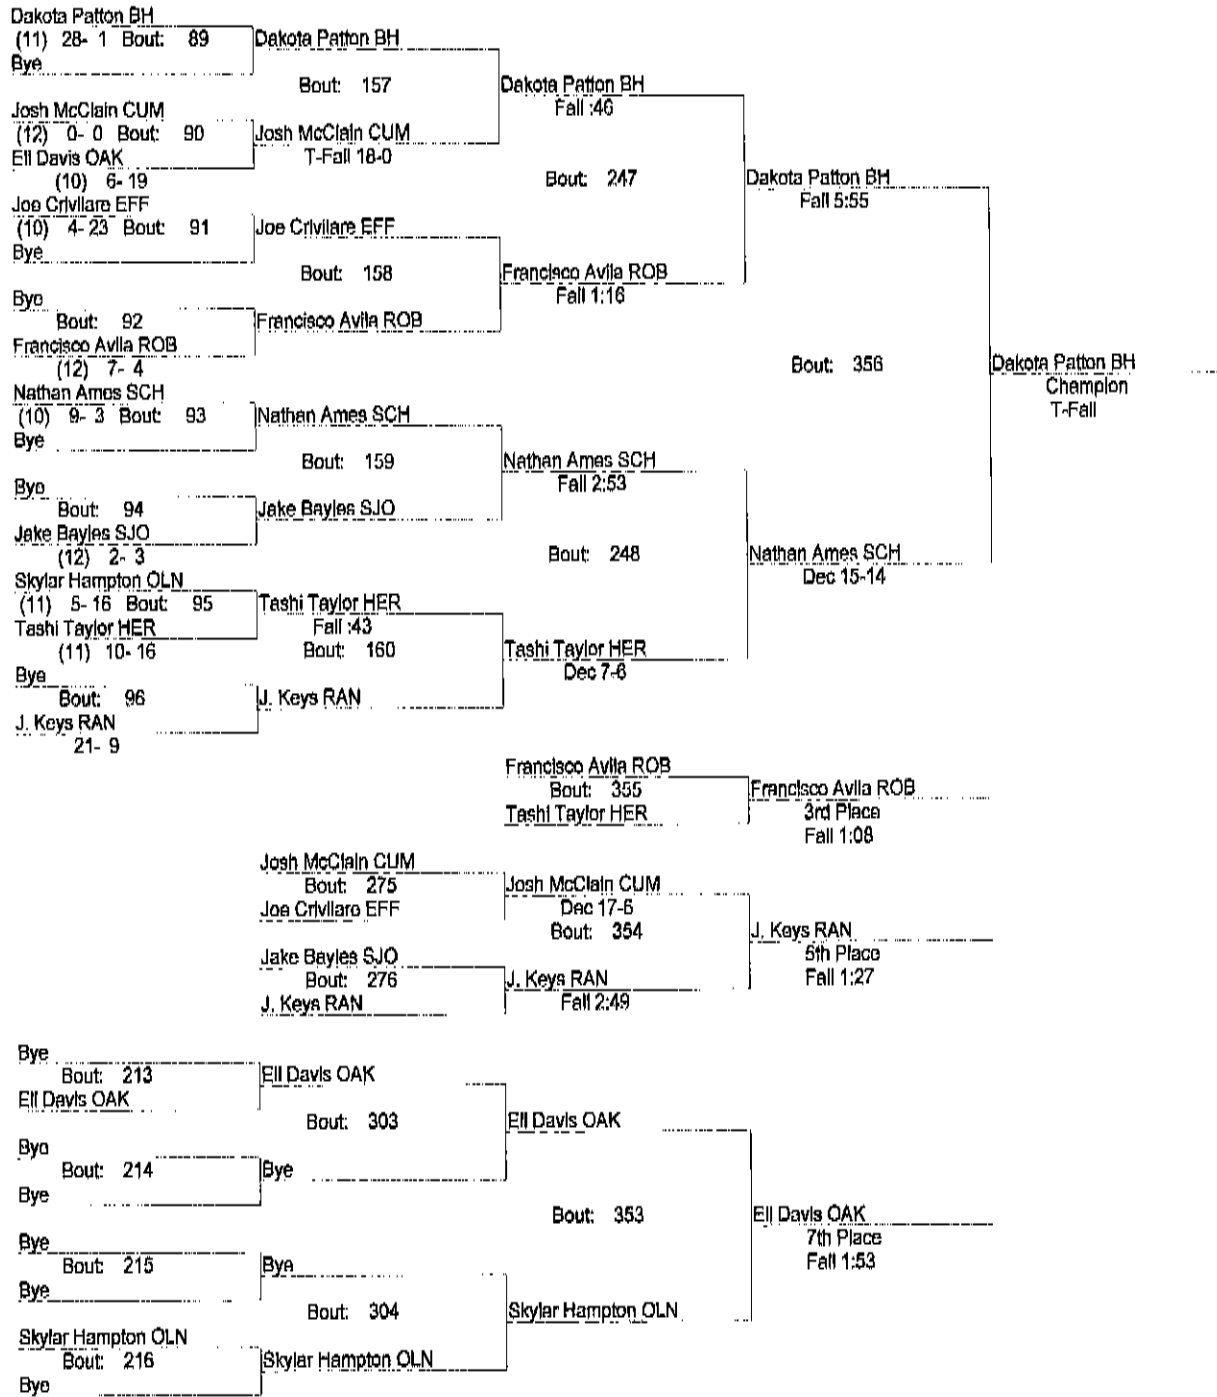 Dakota Patton BH
(11) 28- 1 Bout: 89
Bye
Dakota Patton BH
Bout: 157
Josh McClain CUM
(12) 0- 0 Bout: 90
Eli Davis OAK
(10) 6- 19
Josh McClain CUM
T-Fall 18-0
Dakota Patton BH
Fall :46
Bout: 247
Joe Crivilare EFF
(10) 4- 23 Bout: 91
Bye
Joe Crivilare EFF
Bout: 158
Bye
Bout: 92
Francisco Avila ROB
(12) 7- 4
Francisco Avila ROB
Francisco Avila ROB
Fall 1:16
Dakota Patton BH
Fall 5:55
Bout: 356
Dakota Patton BH
Champion
T-Fall
Nathan Ames SCH
(10) 9- 3 Bout: 93
Bye
Nathan Ames SCH
Bout: 159
Bye
Bout: 94
Jake Bayles SJO
(12) 2- 3
Jake Bayles SJO
Nathan Ames SCH
Fall 2:53
Bout: 248
Nathan Ames SCH
Dec 15-14
Skylar Hampton OLN
(11) 5- 16 Bout: 95
Tashi Taylor HER
(11) 10- 16
Tashi Taylor HER
Fall :43
Bout: 160
Bye
Bout: 96
J. Keys RAN
21- 9
J. Keys RAN
Tashi Taylor HER
Dec 7-6
Francisco Avila ROB
Bout: 355
Tashi Taylor HER
Francisco Avila ROB
3rd Place
Fall 1:08
Josh McClain CUM
Bout: 275
Joe Crivilare EFF
Josh McClain CUM
Dec 17-6
Bout: 354
Jake Bayles SJO
Bout: 276
J. Keys RAN
J. Keys RAN
Fall 2:49
J. Keys RAN
5th Place
Fall 1:27
Bye
Bout: 213
Eli Davis OAK
Eli Davis OAK
Bout: 303
Bye
Bout: 214
Bye
Bye
Eli Davis OAK
Bout: 353
Bye
Bout: 215
Bye
Bye
Bout: 304
Skylar Hampton OLN
Bout: 216
Bye
Skylar Hampton OLN
Skylar Hampton OLN
Eli Davis OAK
7th Place
Fall 1:53